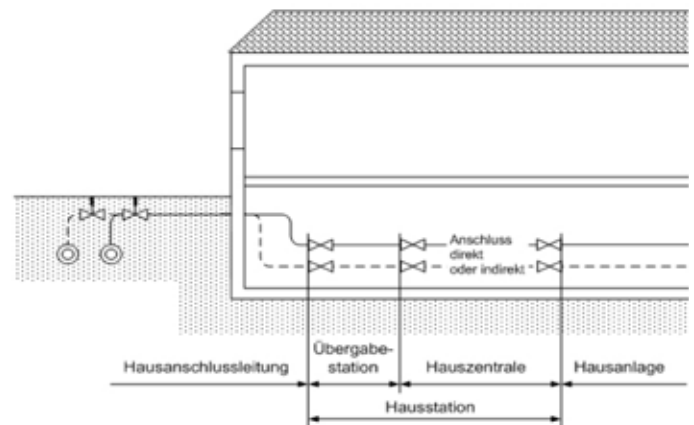 Anschluss
direkt
oder indirekt
Hausanschlussleitung
Übergabe-
station
Hauszentrale
Hausanlage
Hausstation